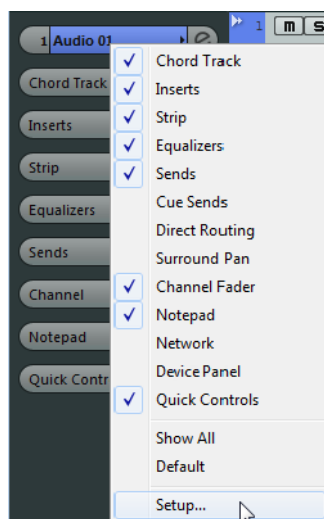 1 Audio 01
1 m s
Chord Track
Inserts
Strip
Equalizers
Sends
Channel
Notepad
Quick Contr
Chord Track
Inserts
Strip
Equalizers
Sends
Cue Sends
Direct Routing
Surround Pan
Channel Fader
Notepad
Network
Device Panel
Quick Controls
Show All
Default
Setup...